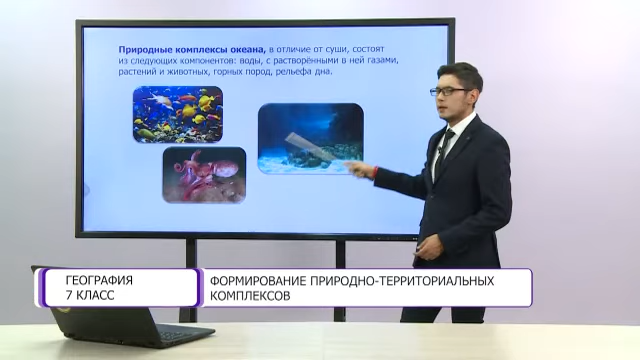 Природные комплексы океана, в отличие от суши, состоят
из следующих компонентов: воды, с растворёнными в ней газами,
растений и животных, горных пород, рельефа дна.
ГЕОГРАФИЯ
7 КЛАСС
ФОРМИРОВАНИЕ ПРИРОДНО-ТЕРРИТОРИАЛЬНЫХ
КОМПЛЕКСОВ